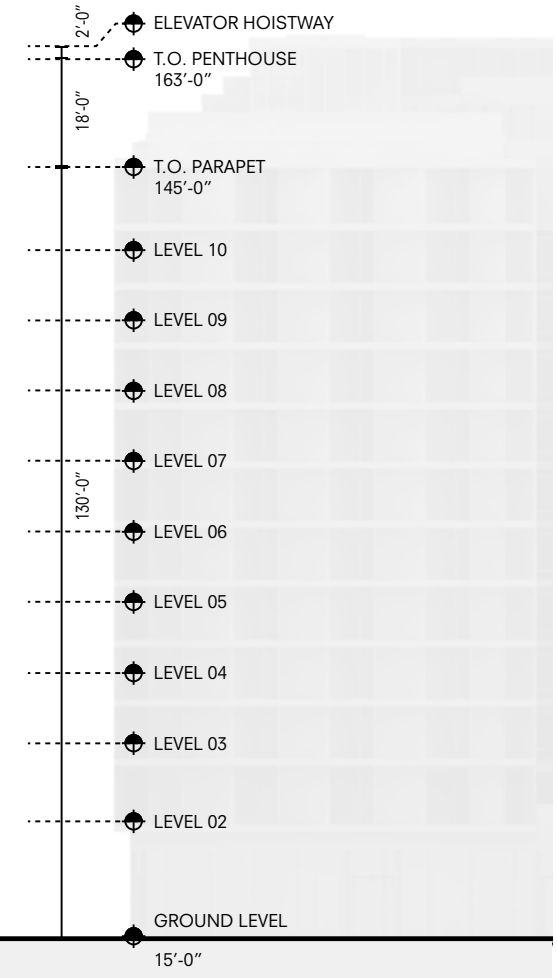 2’-0”
ELEVATOR HOISTWAY
T.O. PENTHOUSE
163’-0”
18’-0”
T.O. PARAPET
145’-0”
LEVEL 10
LEVEL 09
LEVEL 08
LEVEL 07
130’-0”
LEVEL 06
LEVEL 05
LEVEL 04
LEVEL 03
LEVEL 02
GROUND LEVEL
15’-0”